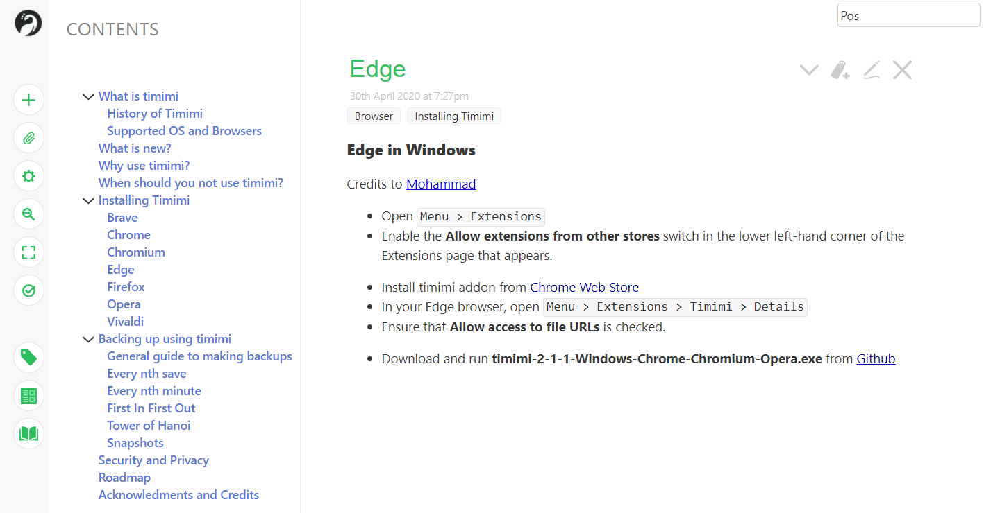 CONTENTS
What is timimi
History of Timimi
Supported OS and Browsers
What is new?
Why use timimi?
When should you not use timimi?
Installing Timimi
Brave
Chrome
Chromium
Edge
Firefox
Opera
Vivaldi
Backing up using timimi
General guide to making backups
Every nth save
Every nth minute
First In First Out
Tower of Hanoi
Snapshots
Security and Privacy
Roadmap
Acknowledments and Credits
Pos
Edge
30th April 2020 at 7:27pm
Browser Installing Timimi
Edge in Windows
Credits to Mohammad
• Open Menu > Extensions
• Enable the Allow extensions from other stores switch in the lower left-hand corner of the
Extensions page that appears.
• Install timimi addon from Chrome Web Store
• In your Edge browser, open Menu > Extensions > Timimi > Details
• Ensure that Allow access to file URLs is checked.
• Download and run timimi-2-1-1-Windows-Chrome-Chromium-Opera.exe from Github